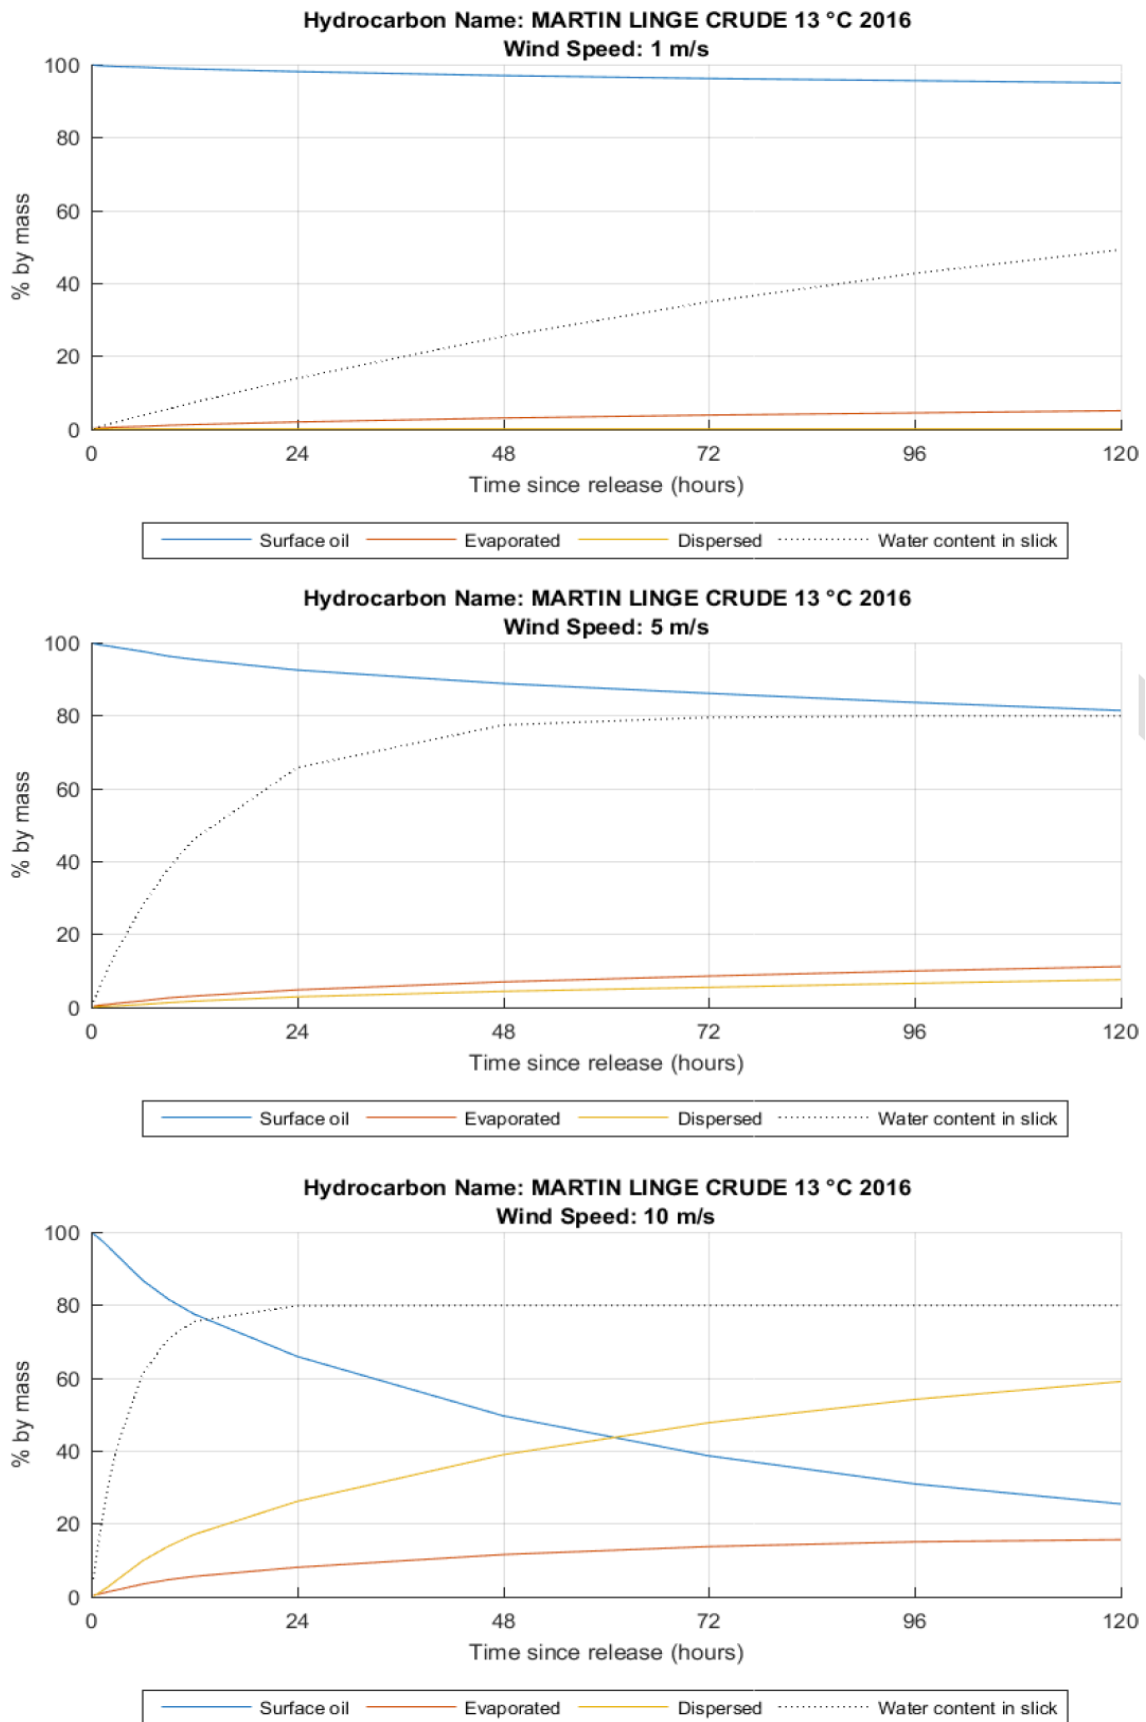 Hydrocarbon Name: MARTIN LINGE CRUDE 13 °C 2016
Wind Speed: 1 m/s
100
80
60
40
20
0
% by mass
0 24 48 72 96 120
Time since release (hours)
Surface oil Evaporated Dispersed Water content in slick
Hydrocarbon Name: MARTIN LINGE CRUDE 13 °C 2016
Wind Speed: 5 m/s
100
80
60
40
20
0
% by mass
0 24 48 72 96 120
Time since release (hours)
Surface oil Evaporated Dispersed Water content in slick
Hydrocarbon Name: MARTIN LINGE CRUDE 13 °C 2016
Wind Speed: 10 m/s
100
80
60
40
20
0
% by mass
0 24 48 72 96 120
Time since release (hours)
Surface oil Evaporated Dispersed Water content in slick